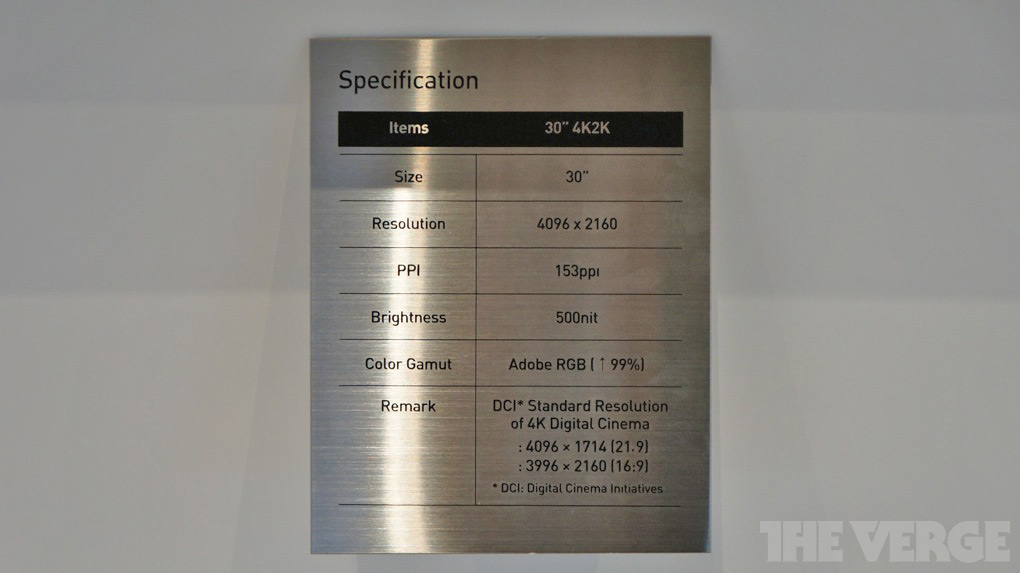 Specification
Items 30" 4K2K
Size 30"
Resolution 4096 x 2160
PPI 153ppi
Brightness 500nit
Color Gamut Adobe RGB ( ↑ 99%)
Remark DCI* Standard Resolution
of 4K Digital Cinema
: 4096 × 1714 (21:9)
: 3996 × 2160 (16:9)
* DCI: Digital Cinema Initiatives
THE VERGE